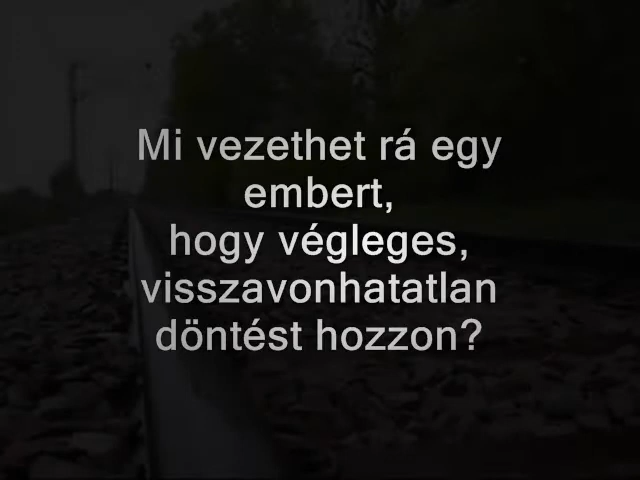 Mi vezethet rá egy
embert,
hogy végleges,
visszavonhatatlan
döntést hozzon?